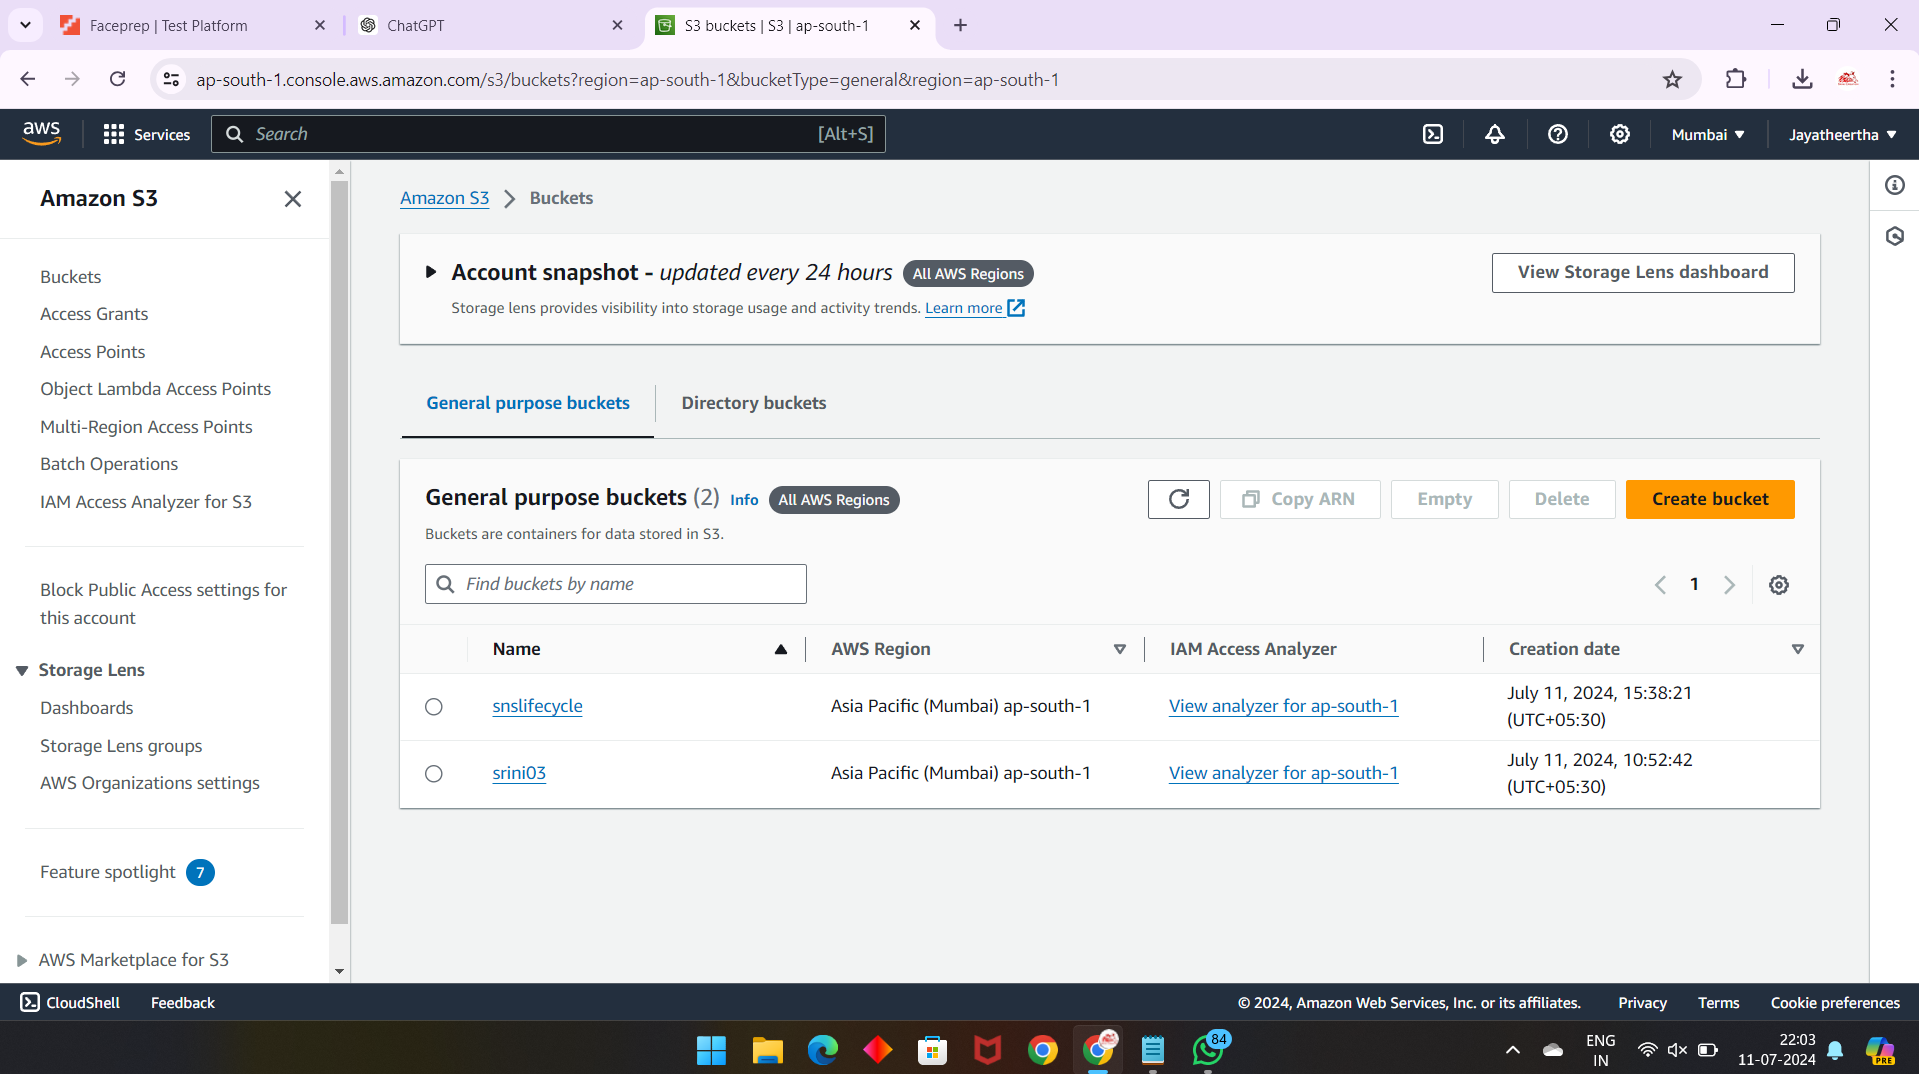 Faceprep | Test Platform
ChatGPT
S3 buckets | S3 | ap-south-1
ap-south-1.console.aws.amazon.com/s3/buckets?region=ap-south-1&bucketType=general&region=ap-south-1
aws
Services
Search
[Alt+S]
Mumbai
Jayatheertha
Amazon S3
Buckets
Access Grants
Access Points
Object Lambda Access Points
Multi-Region Access Points
Batch Operations
IAM Access Analyzer for S3
Block Public Access settings for
this account
Storage Lens
Dashboards
Storage Lens groups
AWS Organizations settings
Feature spotlight 7
AWS Marketplace for S3
Amazon S3 > Buckets
Account snapshot - updated every 24 hours All AWS Regions
Storage lens provides visibility into storage usage and activity trends. Learn more
View Storage Lens dashboard
General purpose buckets
Directory buckets
General purpose buckets (2) Info All AWS Regions
Buckets are containers for data stored in S3.
Copy ARN
Empty
Delete
Create bucket
Find buckets by name
1
Name
AWS Region
IAM Access Analyzer
Creation date
snslifecycle
Asia Pacific (Mumbai) ap-south-1
View analyzer for ap-south-1
July 11, 2024, 15:38:21
(UTC+05:30)
srini03
Asia Pacific (Mumbai) ap-south-1
View analyzer for ap-south-1
July 11, 2024, 10:52:42
(UTC+05:30)
CloudShell
Feedback
© 2024, Amazon Web Services, Inc. or its affiliates.
Privacy
Terms
Cookie preferences
84
ENG
IN
22:03
11-07-2024
PRE